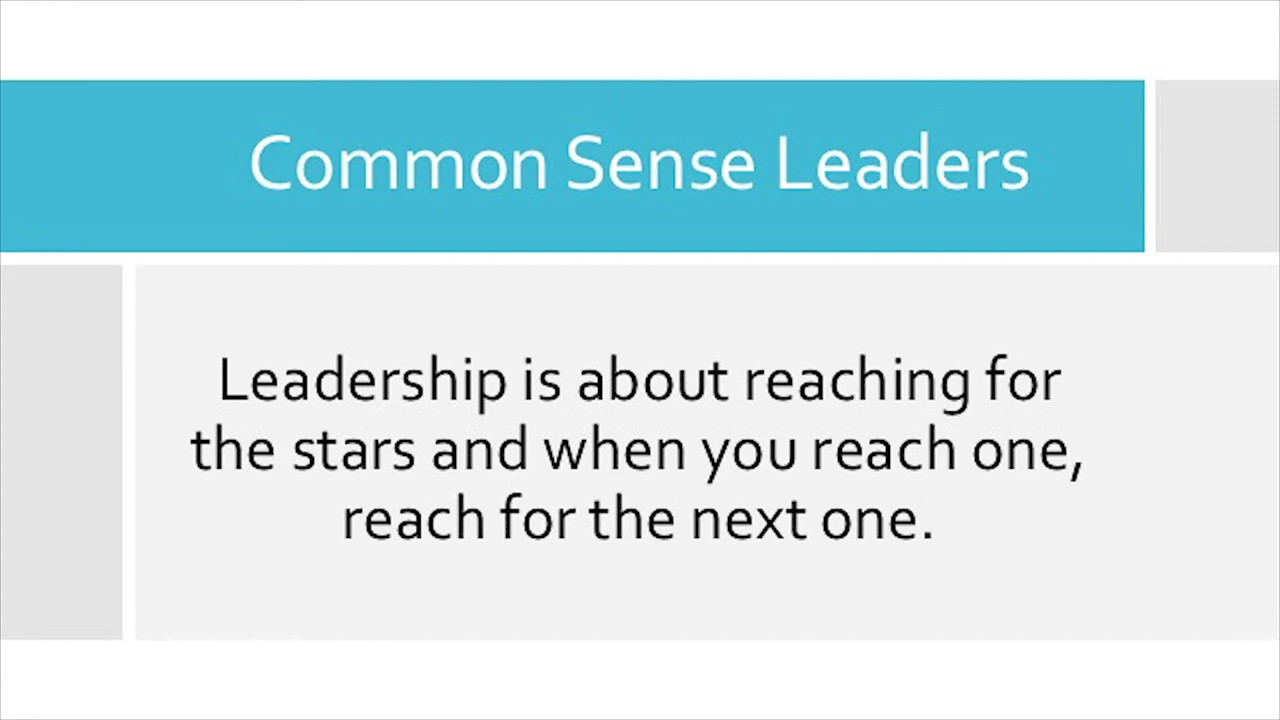 Common Sense Leaders
Leadership is about reaching for
the stars and when you reach one,
reach for the next one.